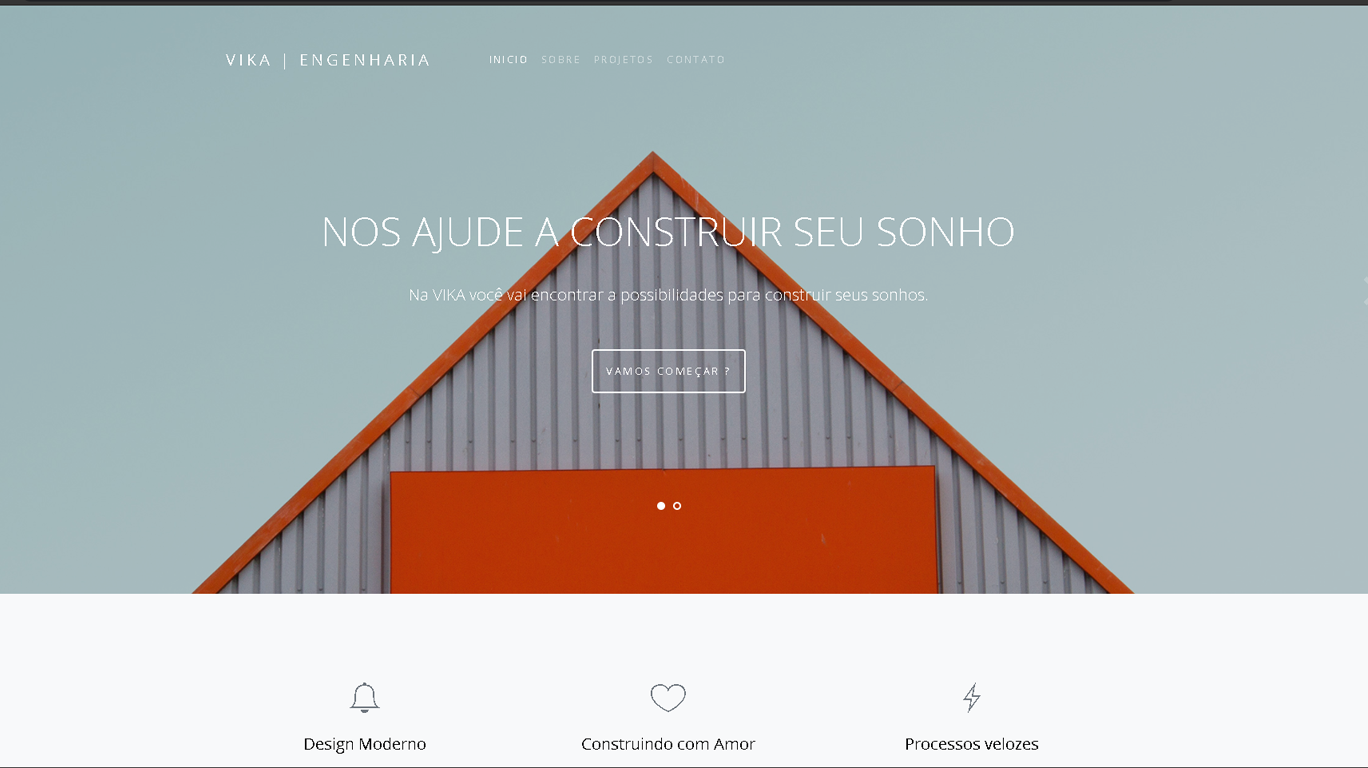 VIKA | ENGENHARIA
INICIO SOBRE PROJETOS CONTATO
NOS AJUDE A CONSTRUIR SEU SONHO
Na VIKA você vai encontrar a possibilidades para construir seus sonhos.
VAMOS COMEÇAR ?
Design Moderno
Construindo com Amor
Processos velozes